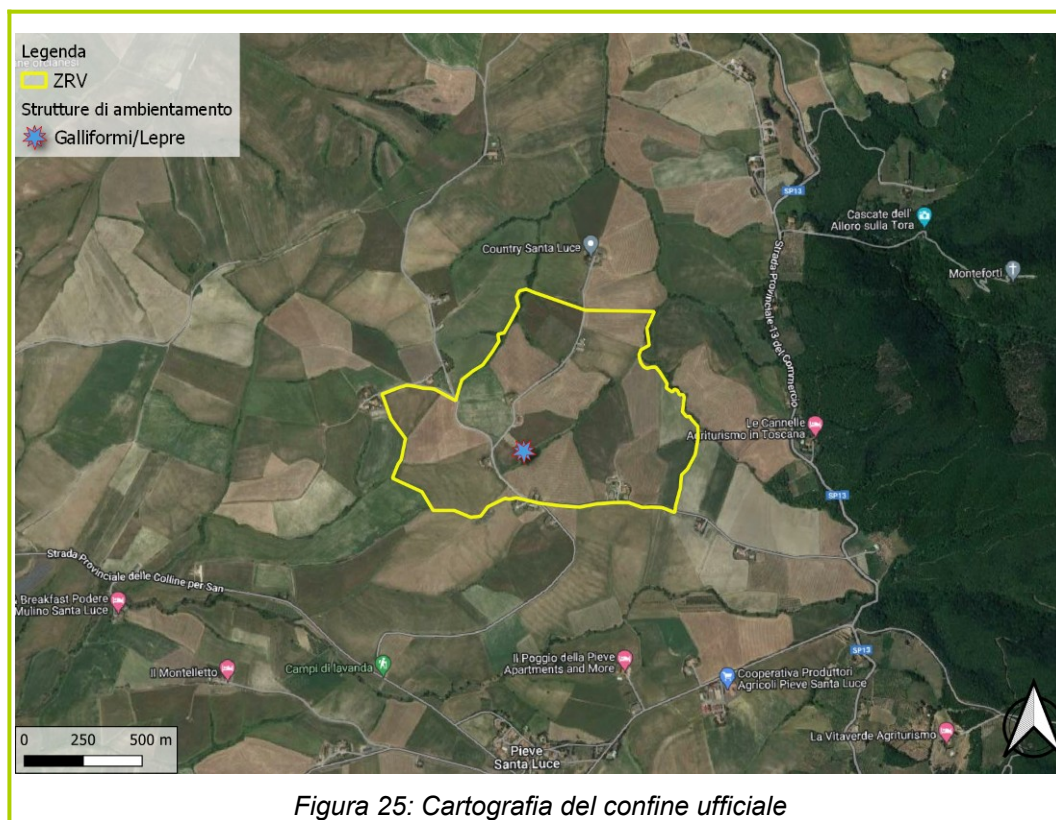 Legenda
ZRV
Strutture di ambientamento
Galliformi/Lepre
SP13
Cascate dell'
Alloro sulla Tora
Country Santa Luce
Monteforti
Strada Provinciale 13 del Commercio
Le Cannelle
Agriturismo in Toscana
SP13
Strada Provinciale delle Colline per San
Breakfast Podere
Mulino Santa Luce
Il Montelletto
Campi di lavanda
Il Poggio della Pieve
Apartments and More
SP13
Cooperativa Produttori
Agricoli Pieve Santa Luce
La Vitaverde Agriturismo
Pieve
Santa Luce
0 250 500 m
Figura 25: Cartografia del confine ufficiale